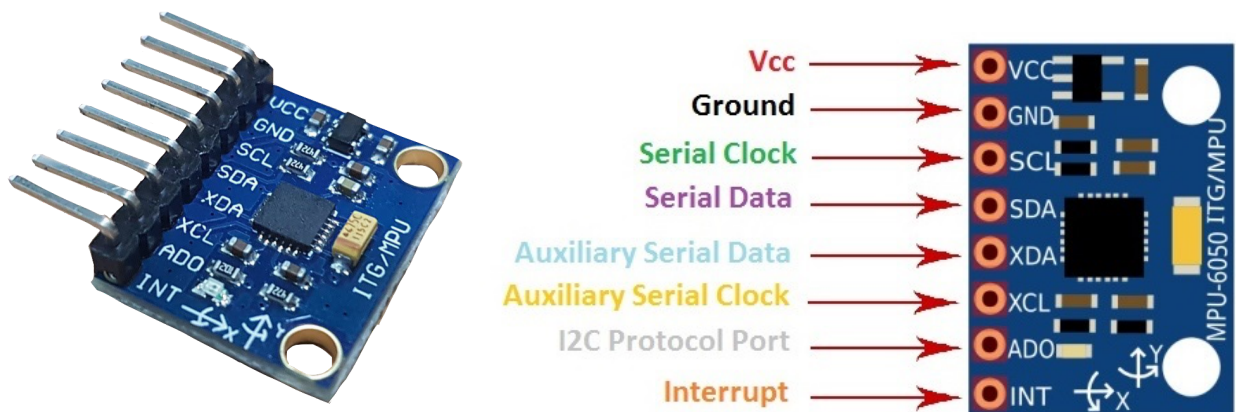 VCC
GND
SCL
SDA
XDA
XCL
ADO
INT
X
Y
ITG/MPU
Vcc
Ground
Serial Clock
Serial Data
Auxiliary Serial Data
Auxiliary Serial Clock
I2C Protocol Port
Interrupt
VCC
GND
SCL
SDA
XDA
XCL
ADO
INT
X
Y
MPU-6050 ITG/MPU